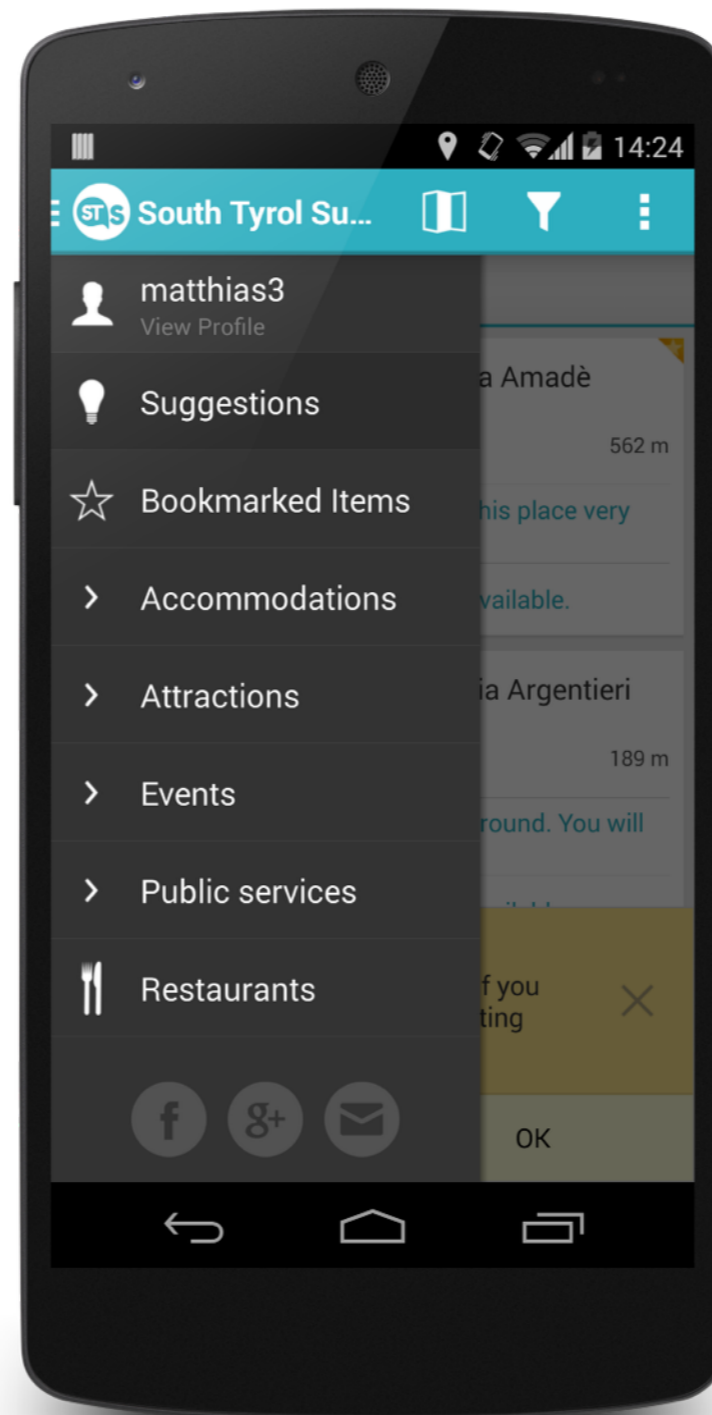 14:24
STS South Tyrol Su...
matthias3
View Profile
Suggestions
Bookmarked Items
Accommodations
Attractions
Events
Public services
Restaurants
f g+
a Amadè
562 m
his place very
vailable.
ia Argentieri
189 m
round. You will
f you
ting
OK